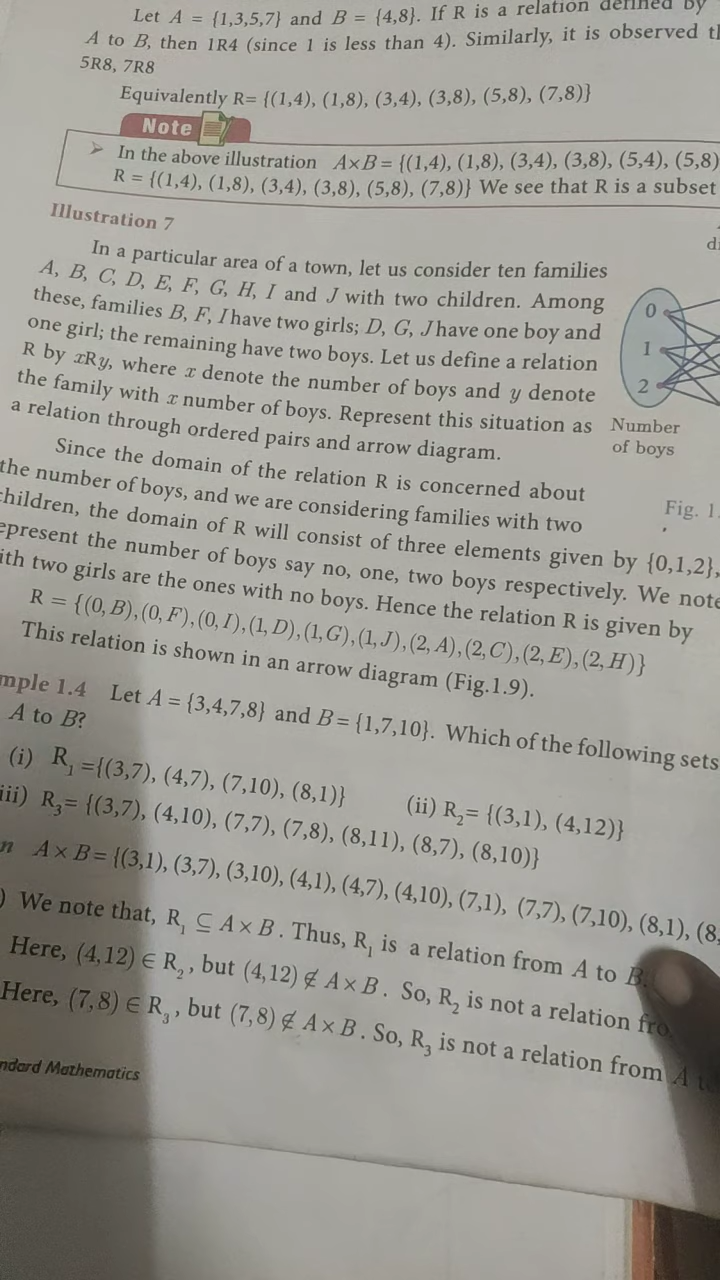 Let A = {1,3,5,7} and B = {4,8}. If R is a relation defined by
A to B, then 1R4 (since 1 is less than 4). Similarly, it is observed
5R8, 7R8
Equivalently R= {(1,4), (1,8), (3,4), (3,8), (5,8), (7,8)}
Note
➢ In the above illustration A×B = {(1,4), (1,8), (3,4), (3,8), (5,4), (5,8)
R = {(1,4), (1,8), (3,4), (3,8), (5,8), (7,8)} We see that R is a subset
Illustration 7
In a particular area of a town, let us consider ten families
A, B, C, D, E, F, G, H, I and J with two children. Among
these, families B, F, I have two girls; D, G, J have one boy and
one girl; the remaining have two boys. Let us define a relation
R by xRy, where x denote the number of boys and y denote
the family with x number of boys. Represent this situation as
a relation through ordered pairs and arrow diagram.
0
1
2
Number
of boys
Fig. 1.
Since the domain of the relation R is concerned about
the number of boys, and we are considering families with two
children, the domain of R will consist of three elements given by {0,1,2},
epresent the number of boys say no, one, two boys respectively. We note
ith two girls are the ones with no boys. Hence the relation R is given by
R = {(0,B),(0,F),(0,I),(1,D),(1,G),(1,J),(2,A),(2,C),(2,E),(2,H)}
This relation is shown in an arrow diagram (Fig.1.9).
mple 1.4 Let A = {3,4,7,8} and B = {1,7,10}. Which of the following sets
A to B?
(i) R₁ ={(3,7), (4,7), (7,10), (8,1)} (ii) R₂= {(3,1), (4,12)}
iii) R₃= {(3,7), (4,10), (7,7), (7,8), (8,11), (8,7), (8,10)}
n A×B = {(3,1), (3,7), (3,10), (4,1), (4,7), (4,10), (7,1), (7,7), (7,10), (8,1), (8,
) We note that, R₁ ⊆ A×B. Thus, R₁ is a relation from A to B.
Here, (4,12) ∈ R₂, but (4,12) ∉ A×B. So, R₂ is not a relation fro
Here, (7,8) ∈ R₃, but (7,8) ∉ A×B. So, R₃ is not a relation from A to
ndard Mathematics